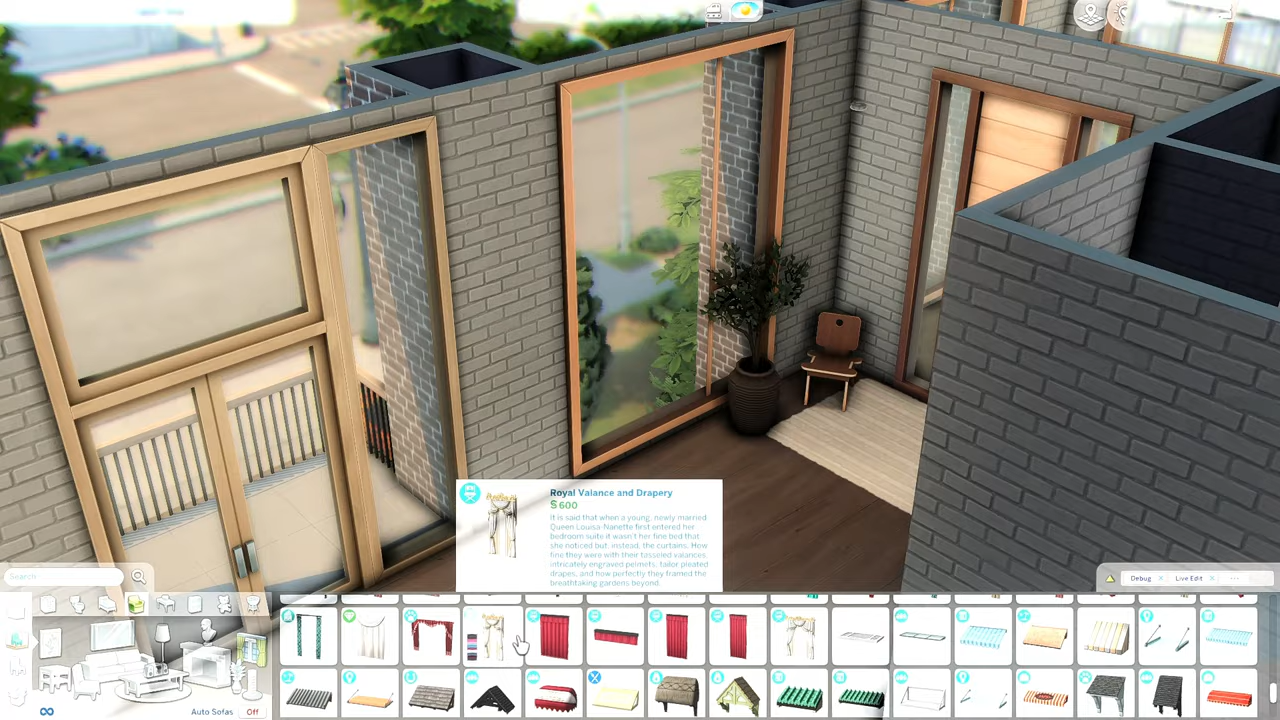 Royal Valance and Drapery
§600
It is said that when a young, newly married
Queen Louisa-Nanette first entered her
bedroom suite it wasn't her fine bed that
she noticed but, instead, the curtains. How
fine they were with their tasseled valances,
intricately engraved pelmets, tailor pleated
drapes, and how perfectly they framed the
breathtaking gardens beyond.
Search
Debug
Live Edit
Auto Sofas
Off